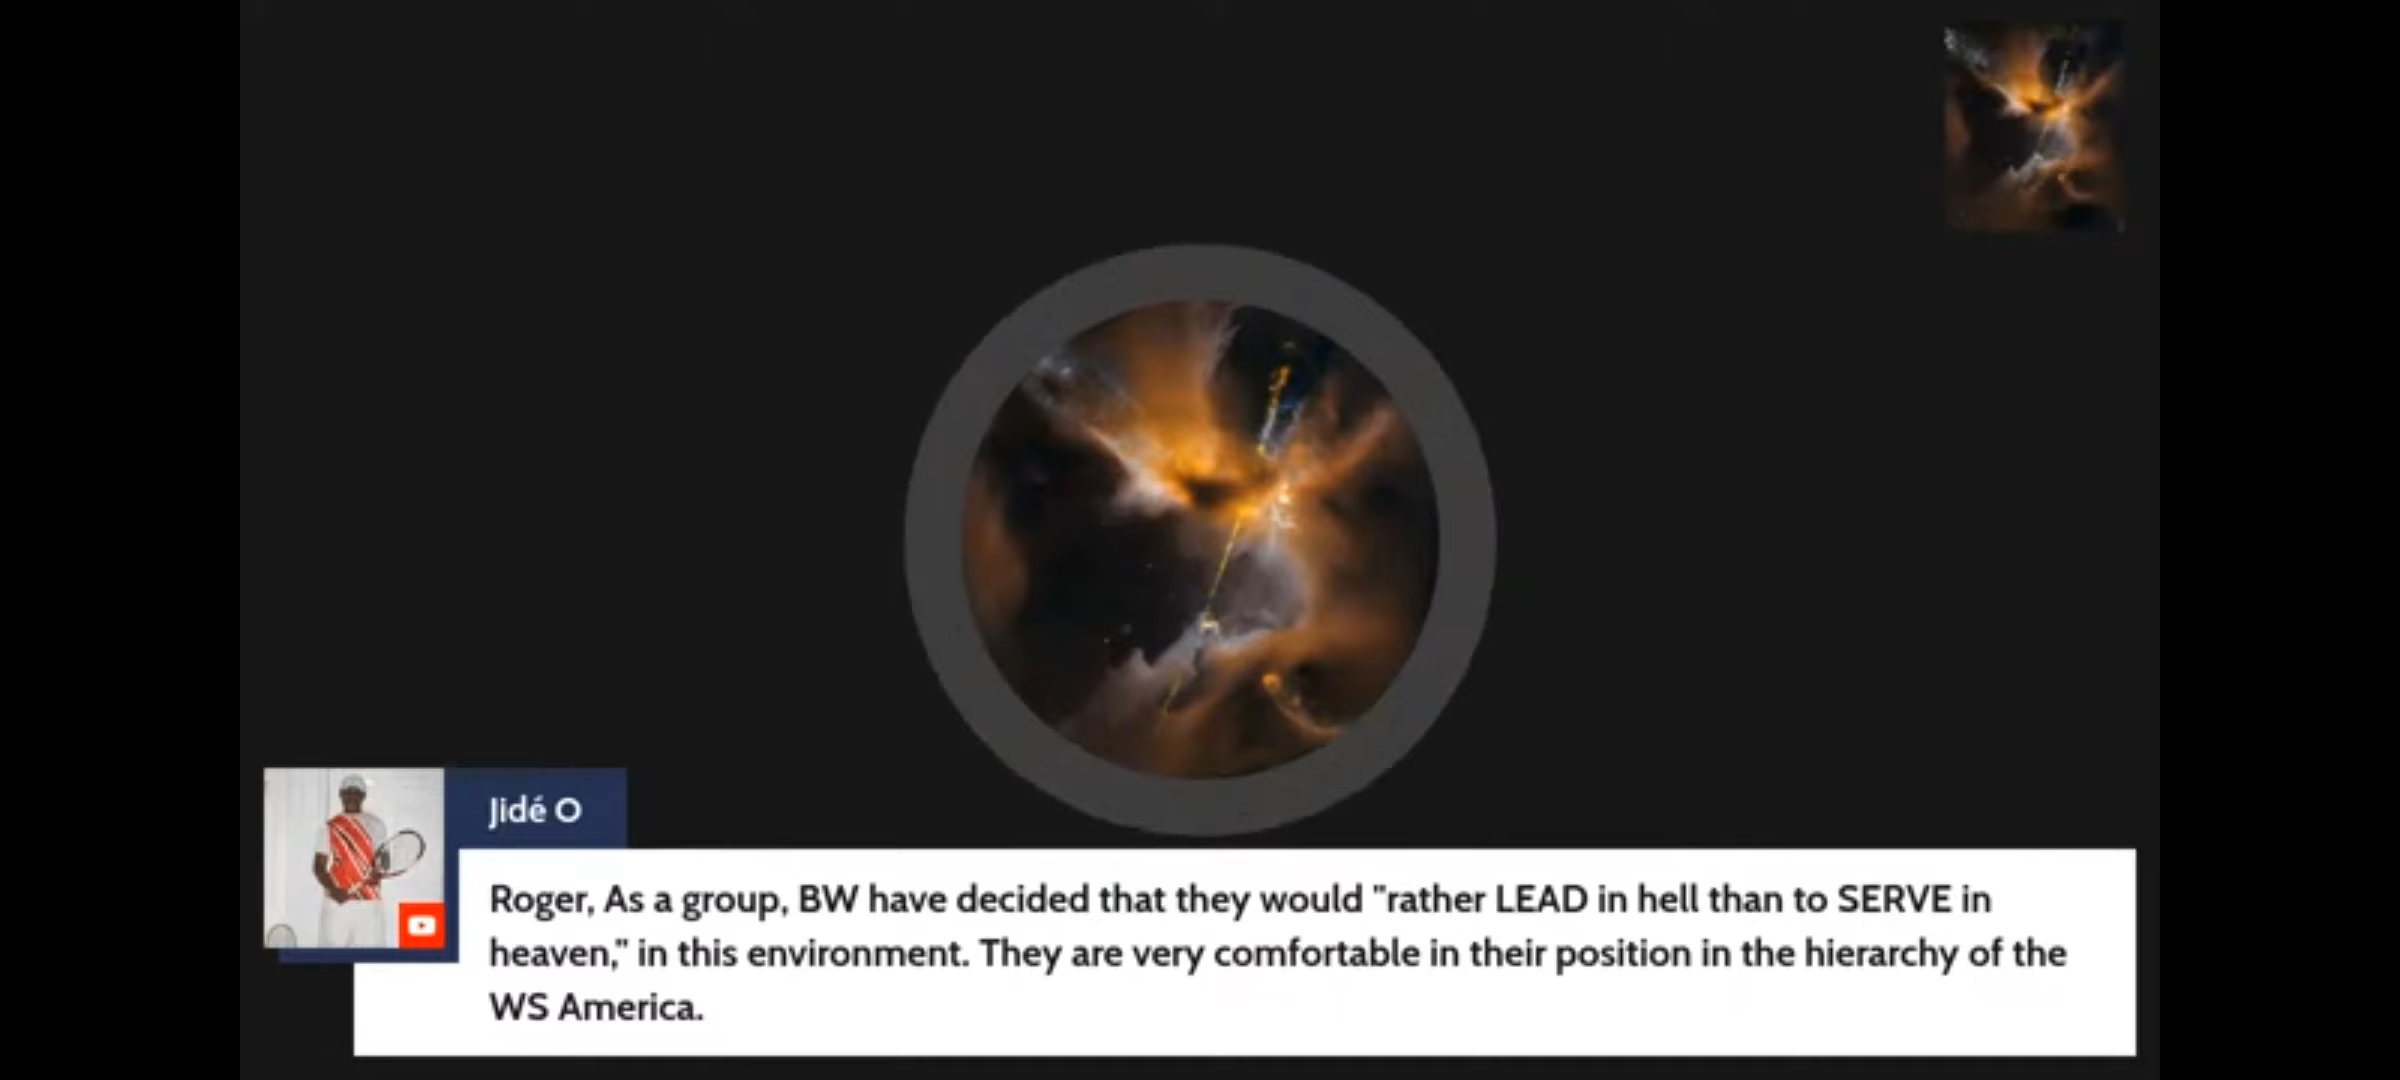 Jidé O
Roger, As a group, BW have decided that they would "rather LEAD in hell than to SERVE in
heaven," in this environment. They are very comfortable in their position in the hierarchy of the
WS America.